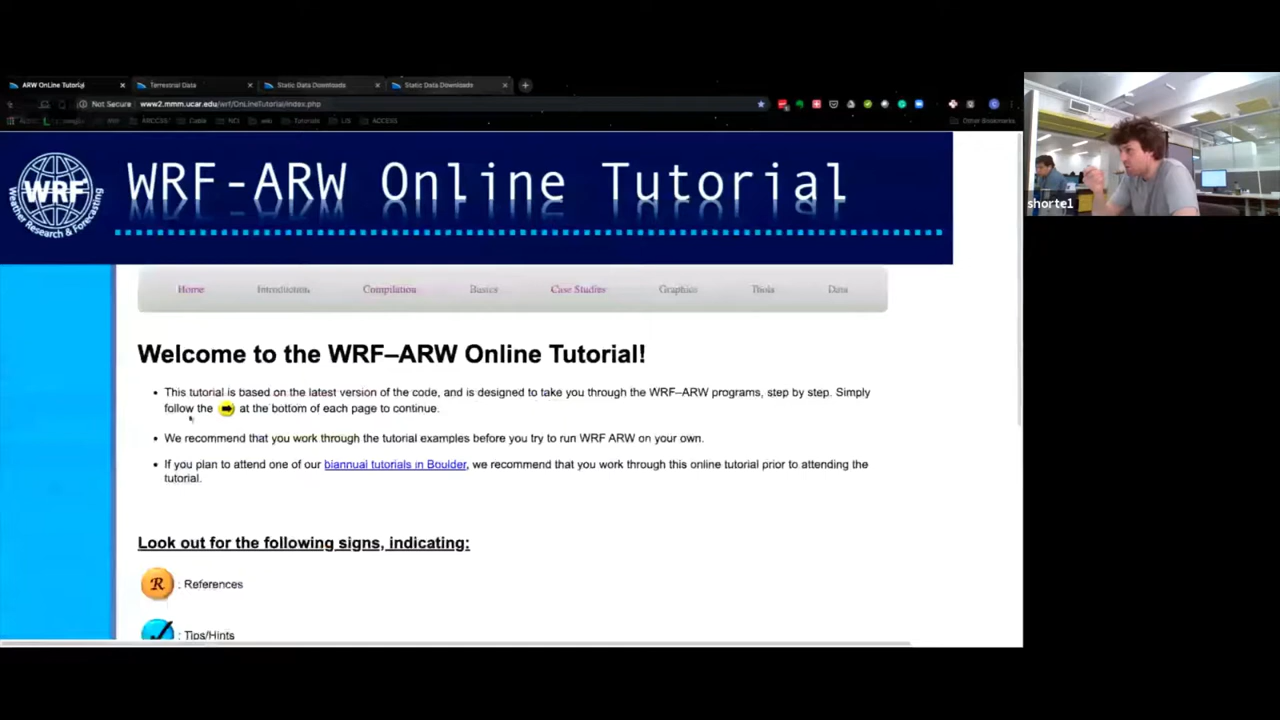 ARW OnLine Tutorial
Terrestrial Data
Static Data Downloads
Static Data Downloads
Not Secure
www2.mmm.ucar.edu/wrf/OnLineTutorial/index.php
Tutorials
ACCESS
Other Bookmarks
WRF
Weather Research & Forecasting
WRF-ARW Online Tutorial
shorte1
Home Introduction Compilation Basics Case Studies Graphics Tools Data
Welcome to the WRF–ARW Online Tutorial!
This tutorial is based on the latest version of the code, and is designed to take you through the WRF–ARW programs, step by step. Simply
follow the at the bottom of each page to continue.
We recommend that you work through the tutorial examples before you try to run WRF ARW on your own.
If you plan to attend one of our biannual tutorials in Boulder, we recommend that you work through this online tutorial prior to attending the
tutorial.
Look out for the following signs, indicating:
R : References
: Tips/Hints